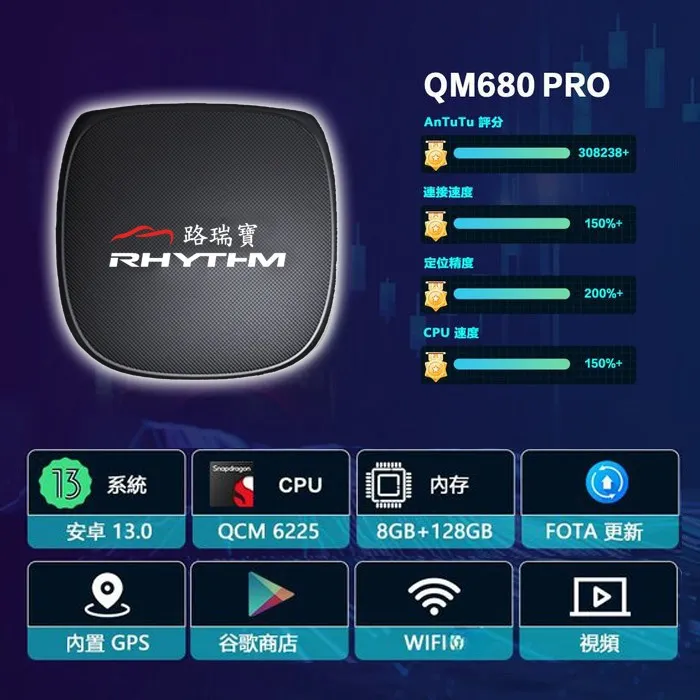 QM680 PRO
AnTuTu 評分
308238+
連接速度
150%+
定位精度
200%+
CPU 速度
150%+
路瑞寶
RHYTHM
13 系統
安卓 13.0
Snapdragon
CPU
QCM 6225
內存
8GB+128GB
FOTA 更新
內置 GPS
谷歌商店
WIFI
視頻